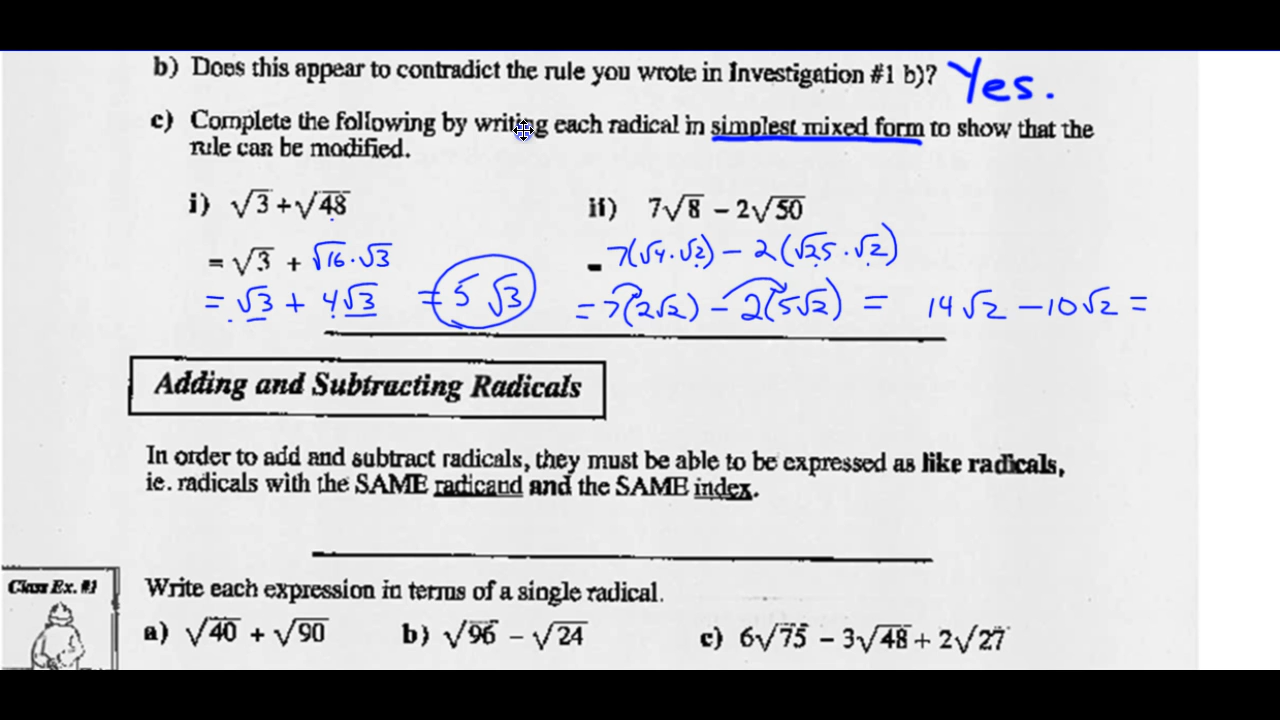 b) Does this appear to contradict the rule you wrote in Investigation #1 b)? Yes.
c) Complete the following by writing each radical in simplest mixed form to show that the
rule can be modified.
i) √3 + √48 ii) 7√8 − 2√50
= √3 + √16 · √3 = 7(√4 · √2) − 2(√25 · √2)
= √3 + 4√3 = 5√3 = 7(2√2) − 2(5√2) = 14√2 − 10√2 =
Adding and Subtracting Radicals
In order to add and subtract radicals, they must be able to be expressed as like radicals,
ie. radicals with the SAME radicand and the SAME index.
Class Ex. #1
Write each expression in terms of a single radical.
a) √40 + √90 b) √96 − √24 c) 6√75 − 3√48 + 2√27